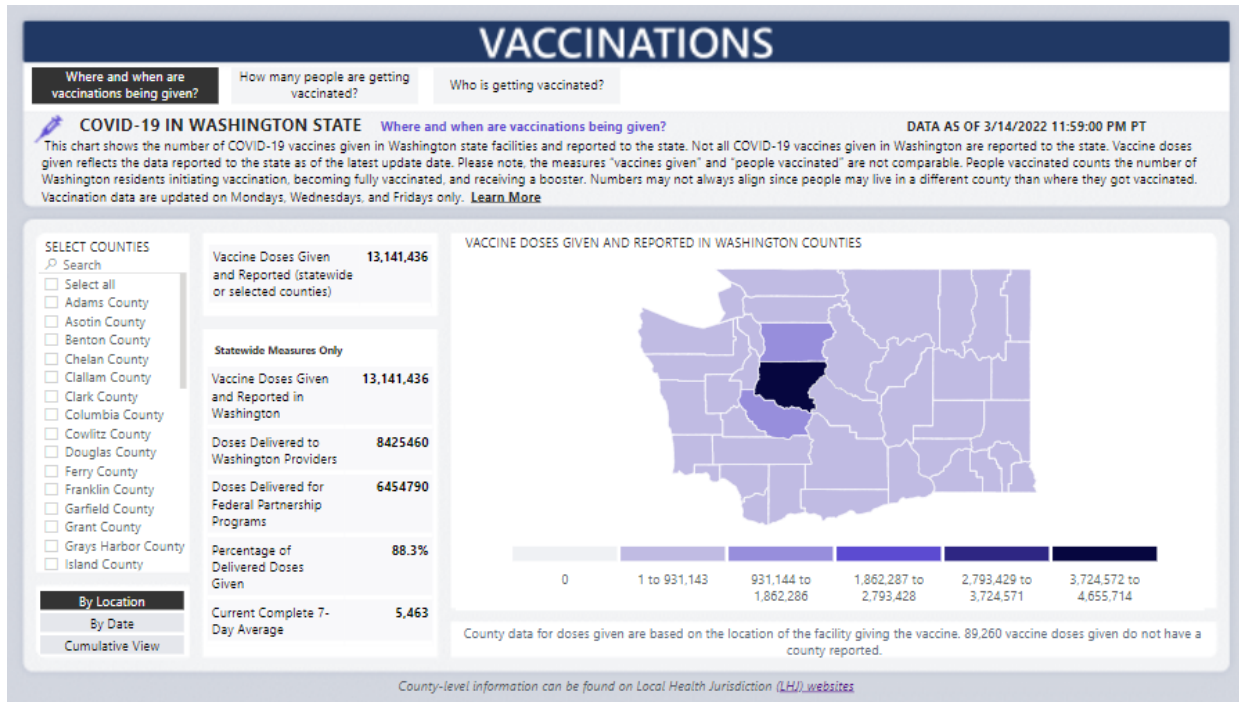 VACCINATIONS
Where and when are
vaccinations being given?
How many people are getting
vaccinated?
Who is getting vaccinated?
COVID-19 IN WASHINGTON STATE
Where and when are vaccinations being given?
DATA AS OF 3/14/2022 11:59:00 PM PT
This chart shows the number of COVID-19 vaccines given in Washington state facilities and reported to the state. Not all COVID-19 vaccines given in Washington are reported to the state. Vaccine doses
given reflects the data reported to the state as of the latest update date. Please note, the measures "vaccines given" and "people vaccinated" are not comparable. People vaccinated counts the number of
Washington residents initiating vaccination, becoming fully vaccinated, and receiving a booster. Numbers may not always align since people may live in a different county than where they got vaccinated.
Vaccination data are updated on Mondays, Wednesdays, and Fridays only. Learn More
SELECT COUNTIES
Search
Select all
Adams County
Asotin County
Benton County
Chelan County
Clallam County
Clark County
Columbia County
Cowlitz County
Douglas County
Ferry County
Franklin County
Garfield County
Grant County
Grays Harbor County
Island County
By Location
By Date
Cumulative View
Vaccine Doses Given 13,141,436
and Reported (statewide
or selected counties)
Statewide Measures Only
Vaccine Doses Given 13,141,436
and Reported in
Washington
Doses Delivered to 8425460
Washington Providers
Doses Delivered for 6454790
Federal Partnership
Programs
Percentage of 88.3%
Delivered Doses
Given
Current Complete 7- 5,463
Day Average
VACCINE DOSES GIVEN AND REPORTED IN WASHINGTON COUNTIES
0
1 to 931,143
931,144 to
1,862,286
1,862,287 to
2,793,428
2,793,429 to
3,724,571
3,724,572 to
4,655,714
County data for doses given are based on the location of the facility giving the vaccine. 89,260 vaccine doses given do not have a
county reported.
County-level information can be found on Local Health Jurisdiction (LHJ) websites